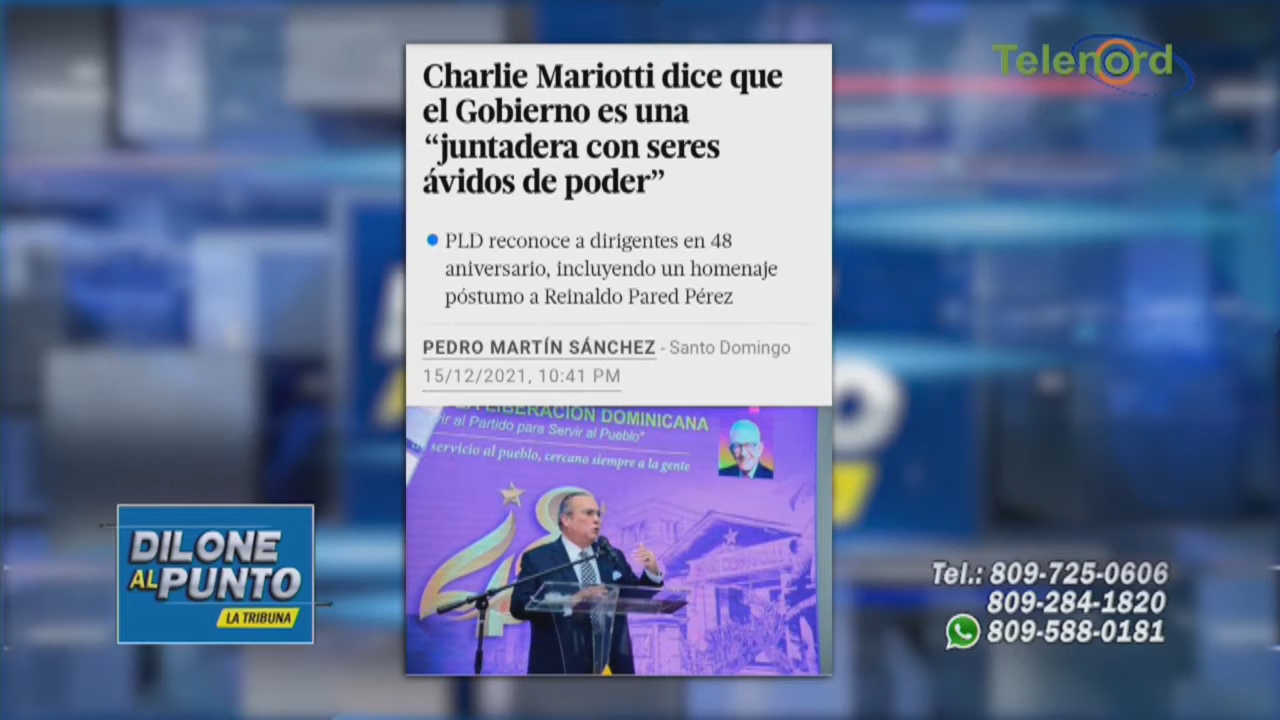 Charlie Mariotti dice que
el Gobierno es una
“juntadera con seres
ávidos de poder”
PLD reconoce a dirigentes en 48
aniversario, incluyendo un homenaje
póstumo a Reinaldo Pared Pérez
PEDRO MARTÍN SÁNCHEZ - Santo Domingo
15/12/2021, 10:41 PM
LA LIBERACIÓN DOMINICANA
al Partido para Servir al Pueblo"
servicio al pueblo, cercano siempre a la gente
Telenord
DILONE
AL PUNTO
LA TRIBUNA
Tel.: 809-725-0606
809-284-1820
809-588-0181